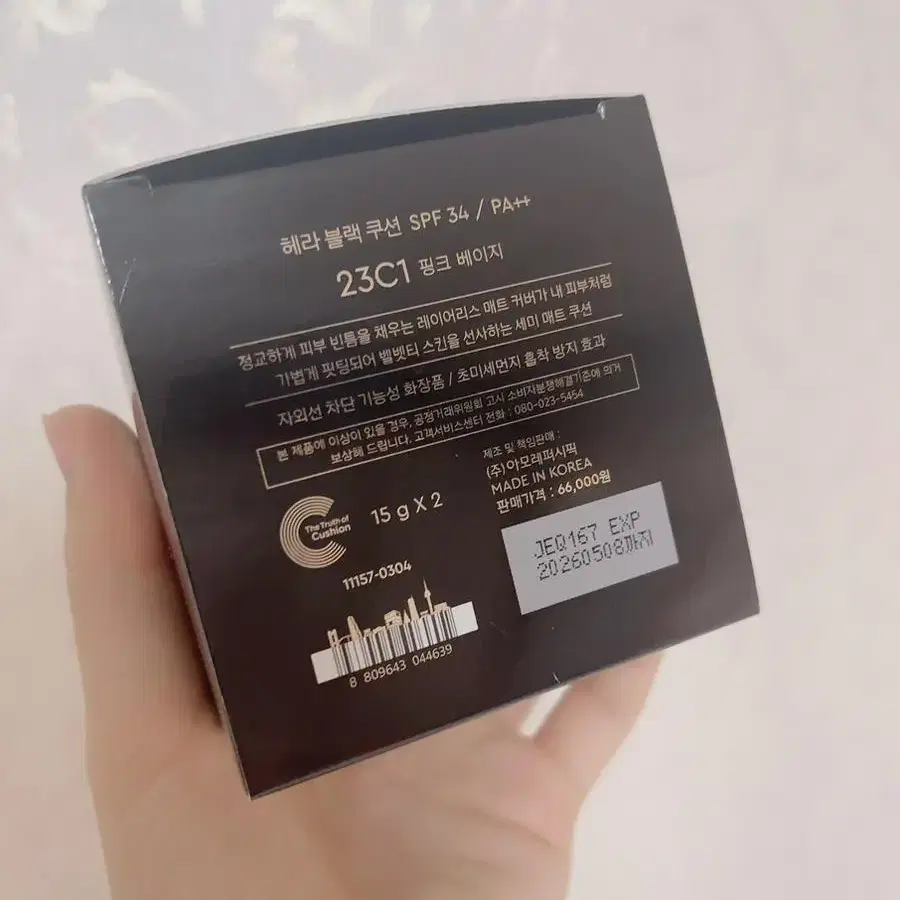 헤라 블랙 쿠션 SPF 34 / PA++
23C1 핑크 베이지
정교하게 피부 빈틈을 채우는 레이어리스 매트 커버가 내 피부처럼
가볍게 핏팅되어 벨벳티 스킨을 선사하는 세미 매트 쿠션
자외선 차단 기능성 화장품 / 초미세먼지 흡착 방지 효과
본 제품에 이상이 있을 경우, 공정거래위원회 고시 소비자분쟁해결기준에 의거
보상해 드립니다. 고객서비스센터 전화 : 080-023-5454
The Truth of
Cushion
15 g X 2
제조 및 책임판매 :
(주)아모레퍼시픽
MADE IN KOREA
판매가격 : 66,000원
JEQ167 EXP
20260508까지
11157-0304
8 809643 044639